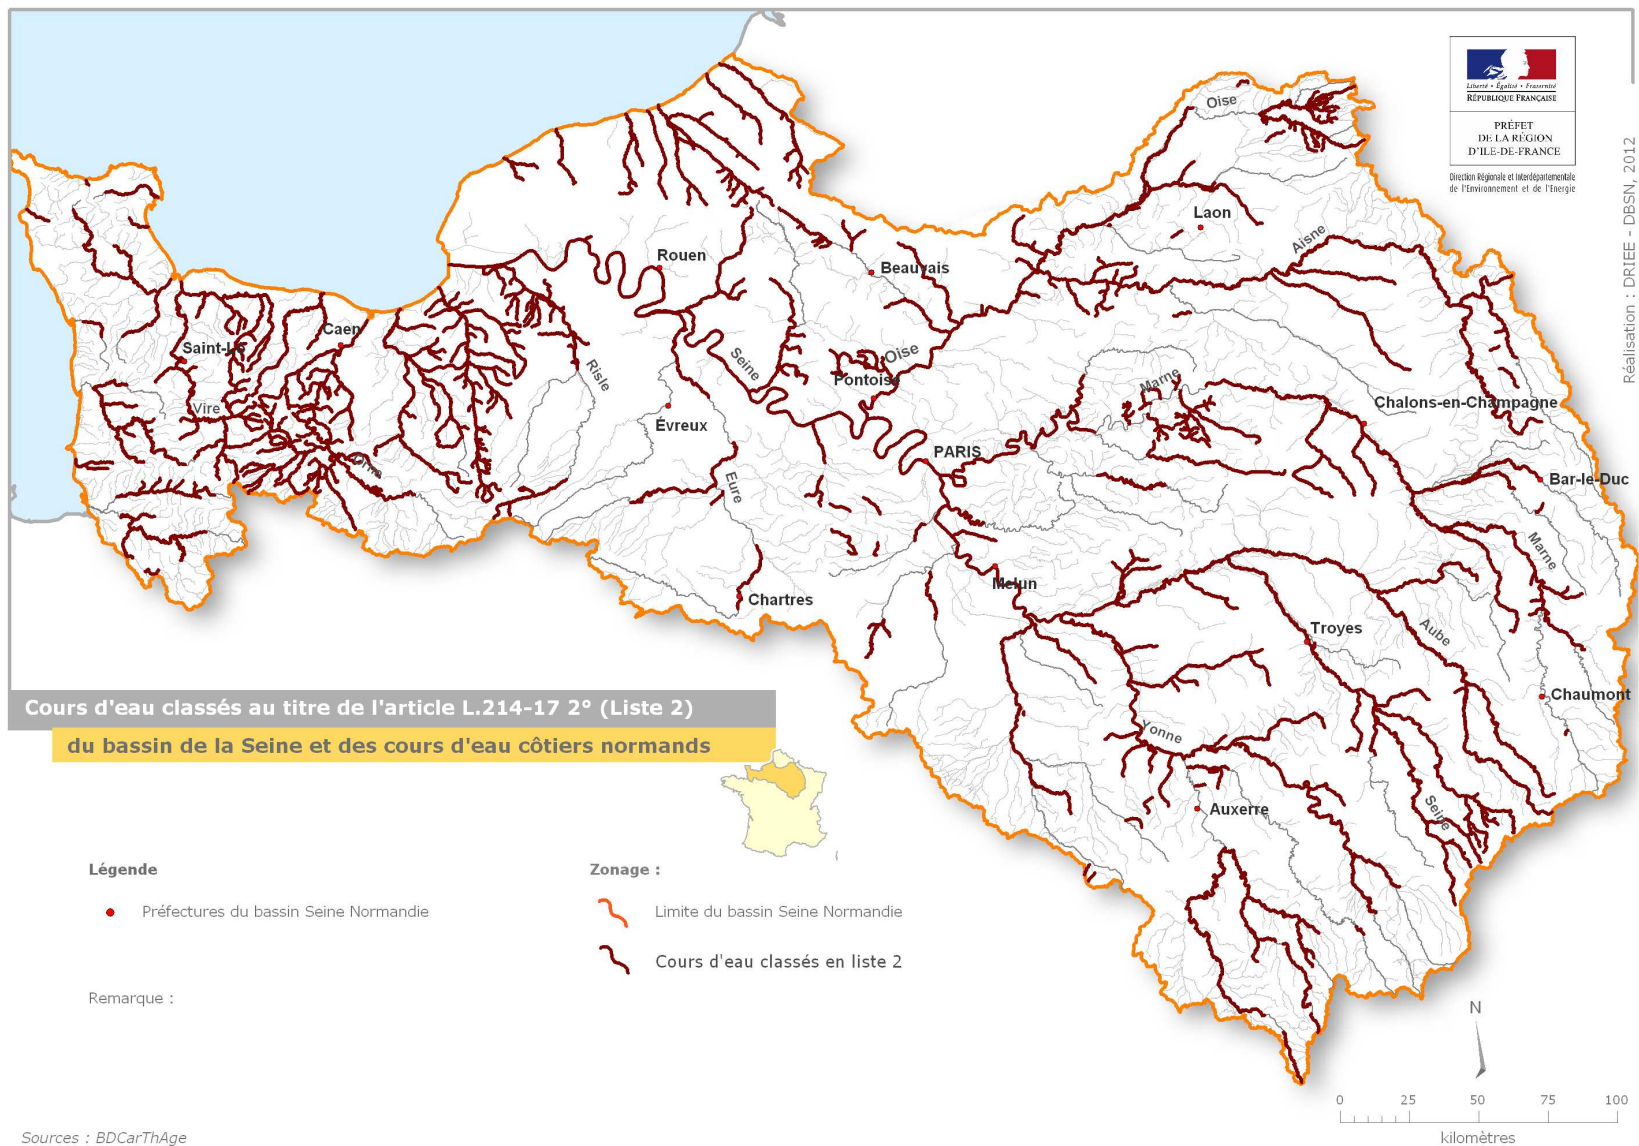 Liberté • Égalité • Fraternité
RÉPUBLIQUE FRANÇAISE
PRÉFET
DE LA RÉGION
D'ILE-DE-FRANCE
Direction Régionale et Interdépartementale
de l'Environnement et de l'Energie
Réalisation : DRIEE - DBSN, 2012
Oise
Laon
Aisne
Rouen
Beauvais
Caen
Saint-Lô
Risle
Seine
Oise
Pontoise
Marne
Vire
Chalons-en-Champagne
Évreux
PARIS
Orne
Eure
Bar-le-Duc
Marne
Melun
Chartres
Troyes
Aube
Chaumont
Yonne
Auxerre
Seine
Cours d'eau classés au titre de l'article L.214-17 2° (Liste 2)
du bassin de la Seine et des cours d'eau côtiers normands
Légende
Préfectures du bassin Seine Normandie
Remarque :
Zonage :
Limite du bassin Seine Normandie
Cours d'eau classés en liste 2
N
0 25 50 75 100
kilomètres
Sources : BDCarThAge